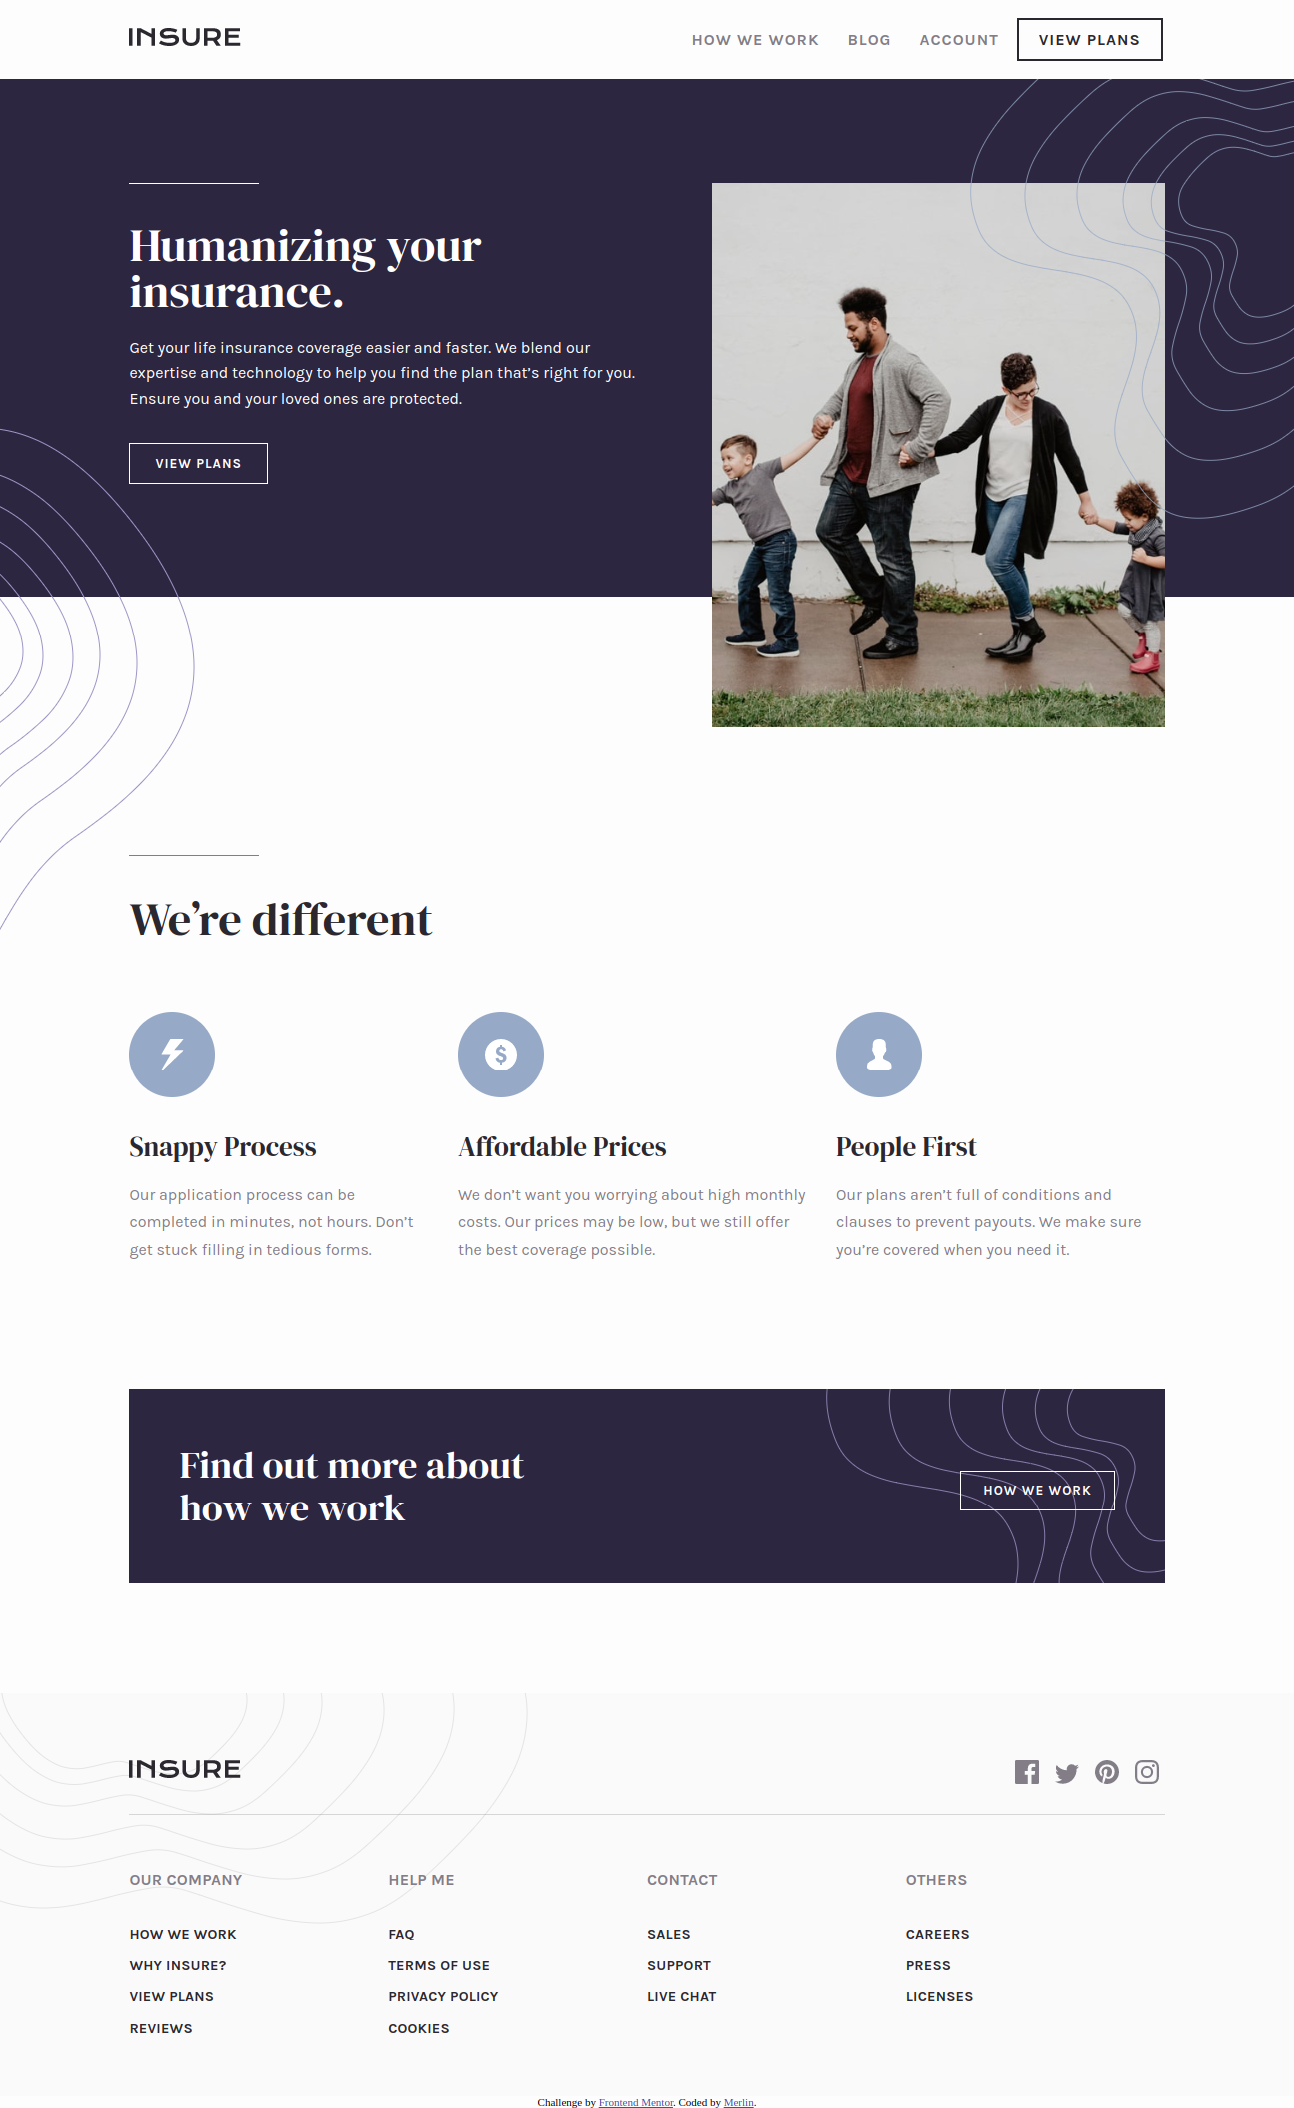 INSURE
HOW WE WORK BLOG ACCOUNT VIEW PLANS
Humanizing your
insurance.
Get your life insurance coverage easier and faster. We blend our
expertise and technology to help you find the plan that’s right for you.
Ensure you and your loved ones are protected.
VIEW PLANS
We’re different
Snappy Process
Our application process can be
completed in minutes, not hours. Don’t
get stuck filling in tedious forms.
Affordable Prices
We don’t want you worrying about high monthly
costs. Our prices may be low, but we still offer
the best coverage possible.
People First
Our plans aren’t full of conditions and
clauses to prevent payouts. We make sure
you’re covered when you need it.
Find out more about
how we work
HOW WE WORK
INSURE
OUR COMPANY
HOW WE WORK
WHY INSURE?
VIEW PLANS
REVIEWS
HELP ME
FAQ
TERMS OF USE
PRIVACY POLICY
COOKIES
CONTACT
SALES
SUPPORT
LIVE CHAT
OTHERS
CAREERS
PRESS
LICENSES
Challenge by Frontend Mentor. Coded by Merlin.